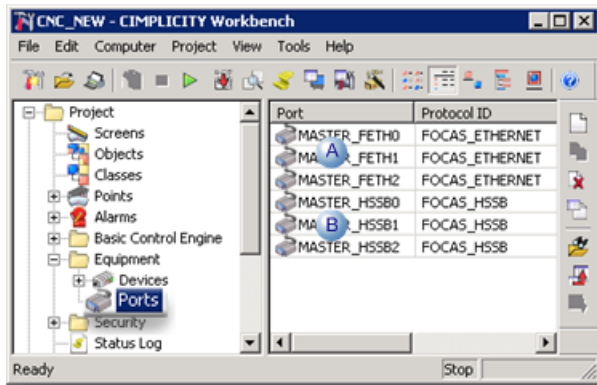 CNC_NEW - CIMPLICITY Workbench
File Edit Computer Project View Tools Help
Project
Screens
Objects
Classes
Points
Alarms
Basic Control Engine
Equipment
Devices
Ports
Security
Status Log
Port Protocol ID
MASTER_FETH0 FOCAS_ETHERNET
MASTER_FETH1 FOCAS_ETHERNET
A
MASTER_FETH2 FOCAS_ETHERNET
MASTER_HSSB0 FOCAS_HSSB
MASTER_HSSB1 FOCAS_HSSB
B
MASTER_HSSB2 FOCAS_HSSB
Ready Stop